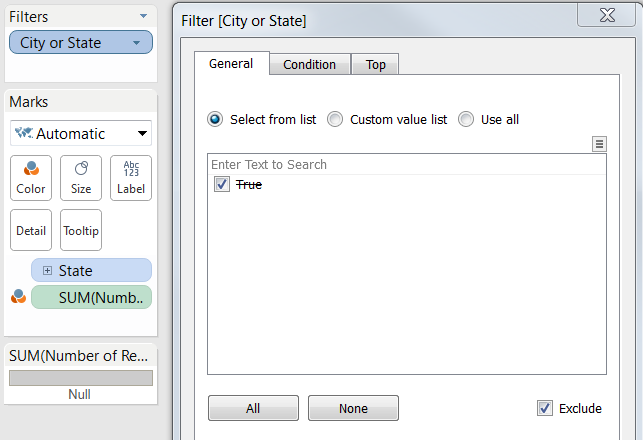 Filters
City or State
Marks
Automatic
Color
Size
Abc
123
Label
Detail
Tooltip
State
SUM(Numb..
SUM(Number of Re...
Null
Filter [City or State]
General
Condition
Top
Select from list
Custom value list
Use all
Enter Text to Search
True
All
None
Exclude